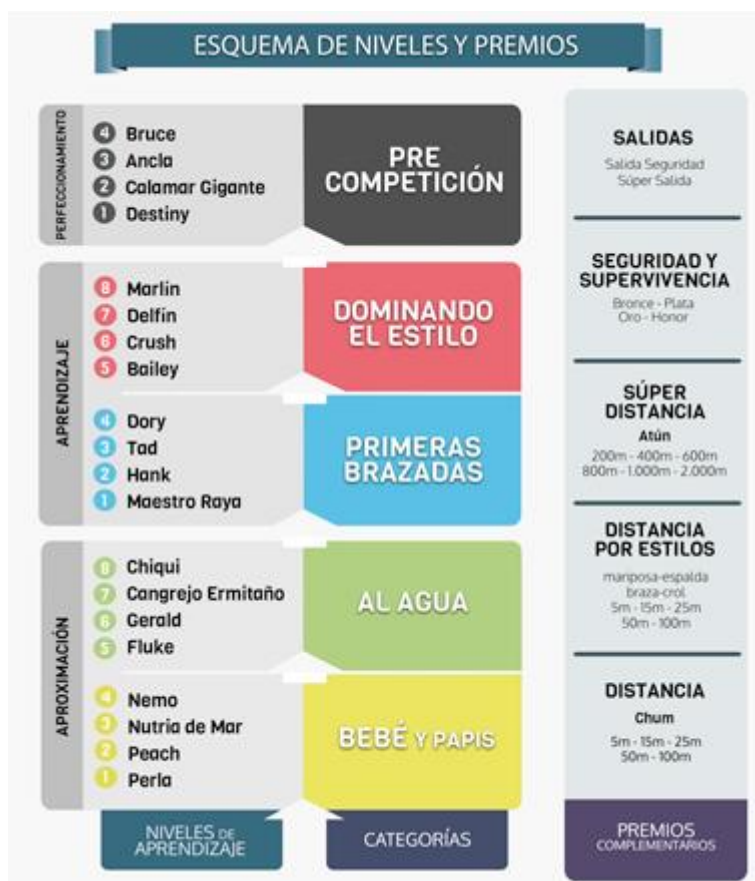 ESQUEMA DE NIVELES Y PREMIOS
PERFECCIONAMIENTO
4 Bruce
3 Ancla
2 Calamar Gigante
1 Destiny
PRE
COMPETICIÓN
APRENDIZAJE
8 Marlin
7 Delfín
6 Crush
5 Bailey
DOMINANDO
EL ESTILO
4 Dory
3 Tad
2 Hank
1 Maestro Raya
PRIMERAS
BRAZADAS
APROXIMACIÓN
8 Chiqui
7 Cangrejo Ermitaño
6 Gerald
5 Fluke
AL AGUA
4 Nemo
3 Nutria de Mar
2 Peach
1 Perla
BEBÉ Y PAPIS
NIVELES DE
APRENDIZAJE
CATEGORÍAS
SALIDAS
Salida Seguridad
Súper Salida
SEGURIDAD Y
SUPERVIVENCIA
Bronce - Plata
Oro - Honor
SÚPER
DISTANCIA
Atún
200m - 400m - 600m
800m - 1.000m - 2.000m
DISTANCIA
POR ESTILOS
mariposa-espalda
braza-crol
5m - 15m - 25m
50m - 100m
DISTANCIA
Chum
5m - 15m - 25m
50m - 100m
PREMIOS
COMPLEMENTARIOS